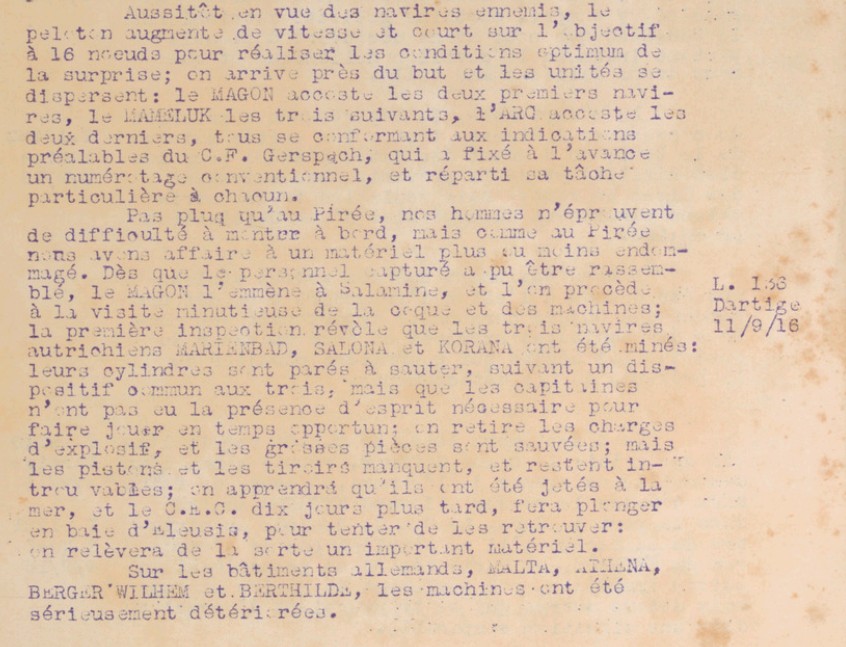 Aussitôt en vue des navires ennemis, le
peloton augmente de vitesse et court sur l'objectif
à 16 noeuds pour réaliser les conditions optimum de
la surprise; on arrive près du but et les unités se
dispersent: le MAGON accoste les deux premiers navi-
res, le MAMELUK les trois suivants, l'ARC accoste les
deux derniers, tous se conformant aux indications
préalables du C.F. Gerspach, qui a fixé à l'avance
un numérotage conventionnel, et réparti sa tâche
particulière à chacun.
Pas pluq qu'au Pirée, nos hommes n'éprouvent
de difficulté à monter à bord, mais comme au Pirée
nous avons affaire à un matériel plus ou moins endom-
magé. Dès que le personnel capturé a pu être rassem-
blé, le MAGON l'emmène à Salamine, et l'on procède
à la visite minutieuse de la coque et des machines;
la première inspection révèle que les trois navires
autrichiens MARIENBAD, SALONA et KORANA ont été minés:
leurs cylindres sont parés à sauter, suivant un dis-
positif commun aux trois, mais que les capitaines
n'ont pas eu la présence d'esprit nécessaire pour
faire jouer en temps opportun; on retire les charges
d'explosif, et les grosses pièces sont sauvées; mais
les pistons et les tiroirs manquent, et restent in-
trou vables; on apprendra qu'ils ont été jetés à la
mer, et le C.E.C. dix jours plus tard, fera plonger
en baie d'Eleusis, pour tenter de les retrouver:
on relèvera de la sorte un important matériel.
Sur les bâtiments allemands, MALTA, ATHENA,
BERGER WILHEM et BERTHILDE, les machines ont été
sérieusement détériorées.
L. 136
Dartige
11/9/16